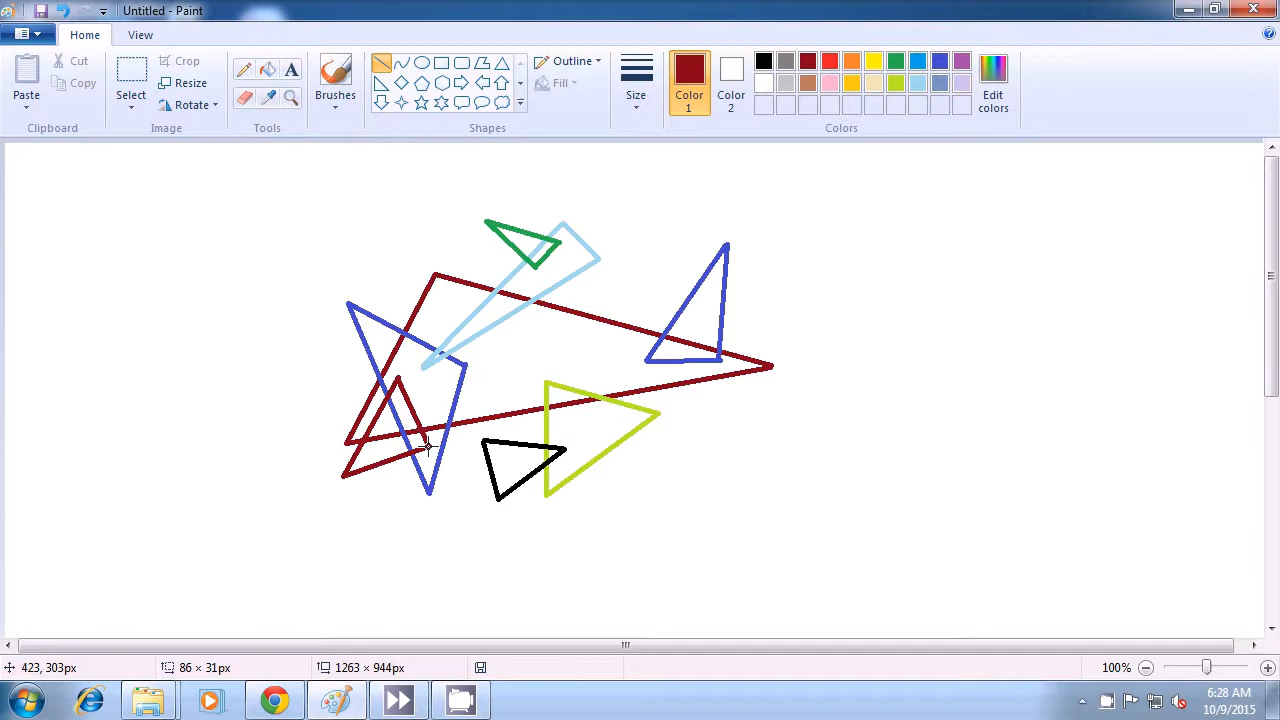 Untitled - Paint
Home
View
Paste
Cut
Copy
Clipboard
Select
Crop
Resize
Rotate
Image
A
Tools
Brushes
Outline
Fill
Shapes
Size
Color 1
Color 2
Edit colors
Colors
423, 303px
86 × 31px
1263 × 944px
100%
6:28 AM
10/9/2015